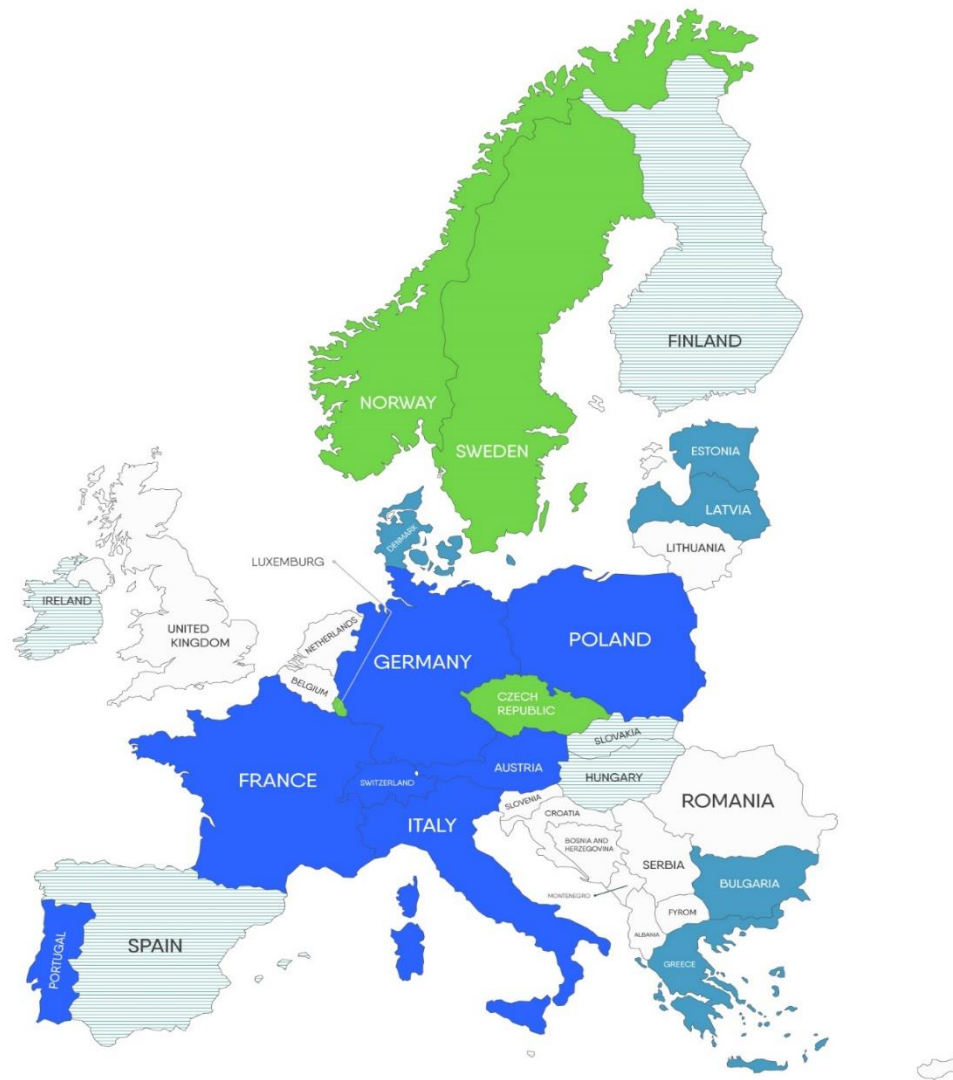 FINLAND
NORWAY
SWEDEN
ESTONIA
LATVIA
DENMARK
LITHUANIA
LUXEMBURG
IRELAND
UNITED
KINGDOM
NETHERLANDS
POLAND
GERMANY
BELGIUM
CZECH
REPUBLIC
SLOVAKIA
AUSTRIA
FRANCE
SWITZERLAND
HUNGARY
ROMANIA
SLOVENIA
CROATIA
ITALY
BOSNIA AND
HERZEGOVINA
SERBIA
BULGARIA
MONTENEGRO
FYROM
ALBANIA
SPAIN
PORTUGAL
GREECE